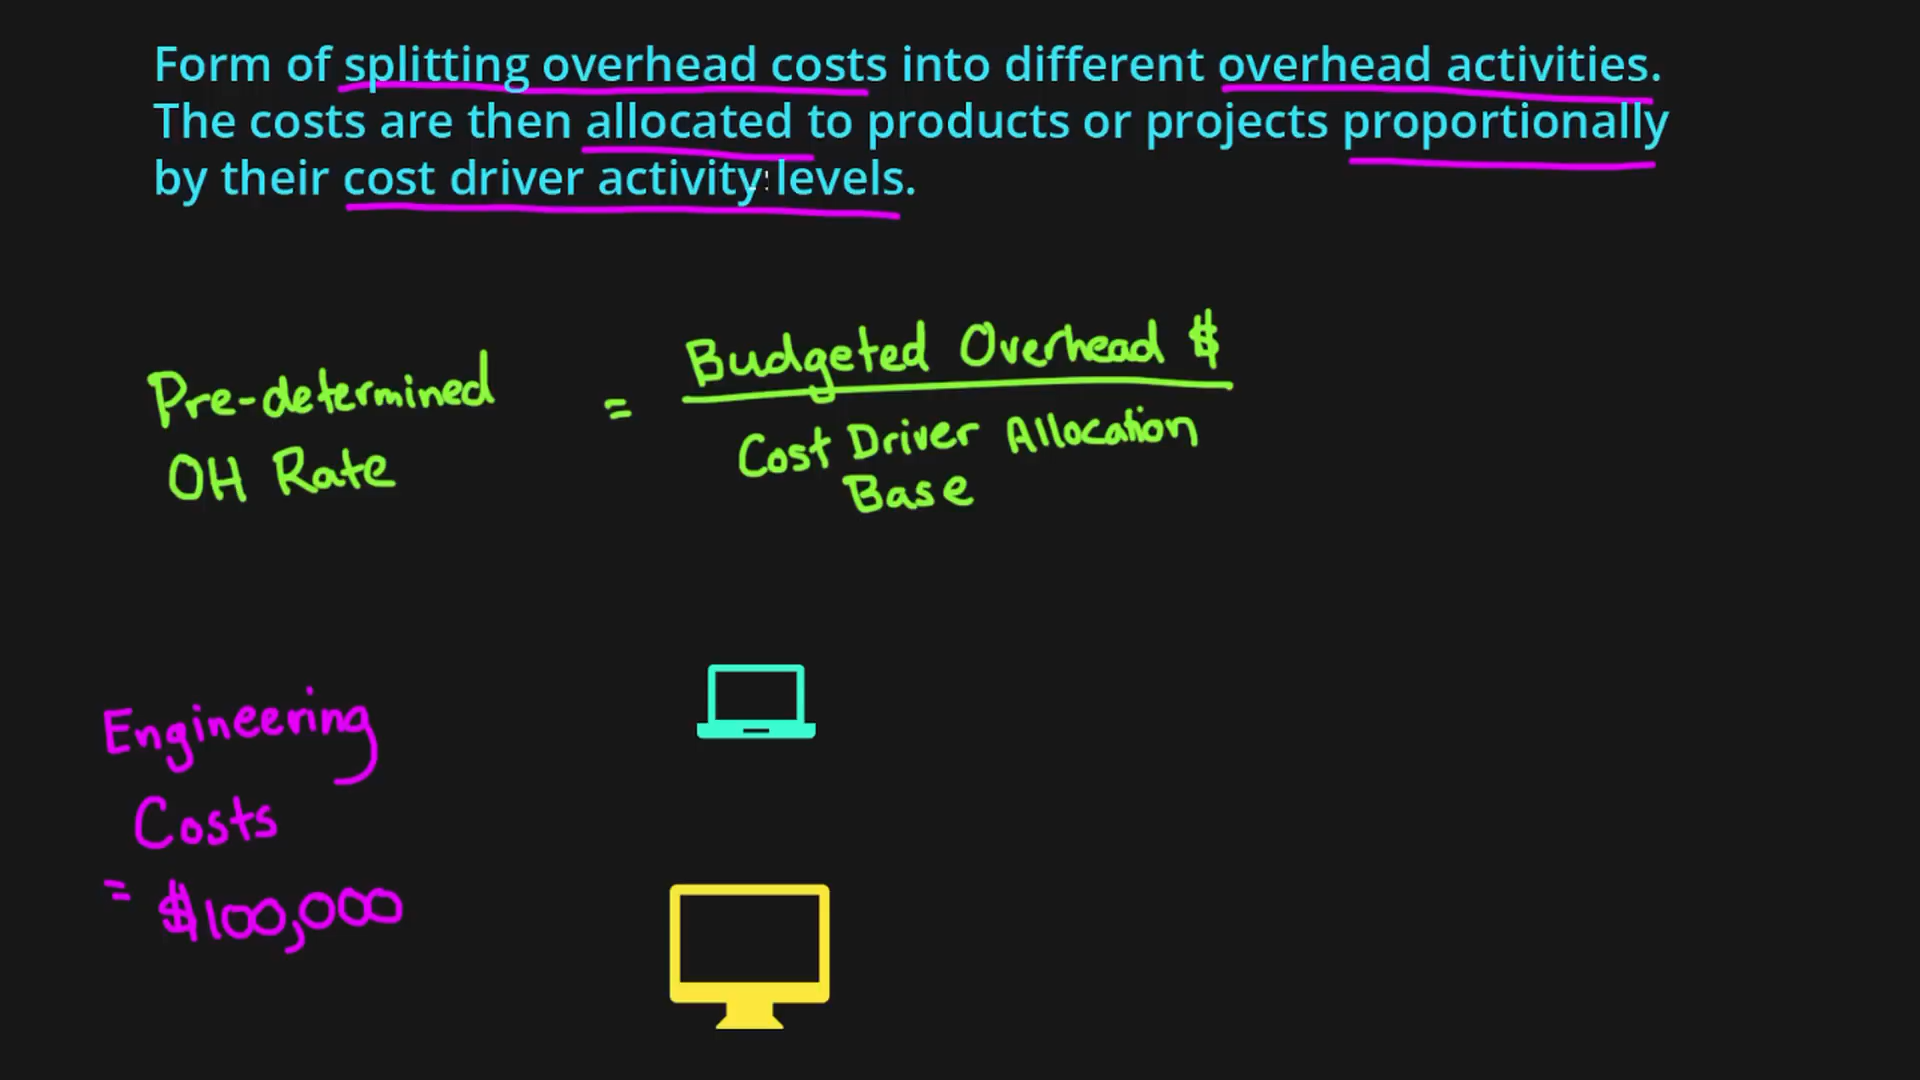 Form of splitting overhead costs into different overhead activities.
The costs are then allocated to products or projects proportionally
by their cost driver activity levels.
Pre-determined
OH Rate
=
Budgeted Overhead $
Cost Driver Allocation
Base
Engineering
Costs
= $100,000